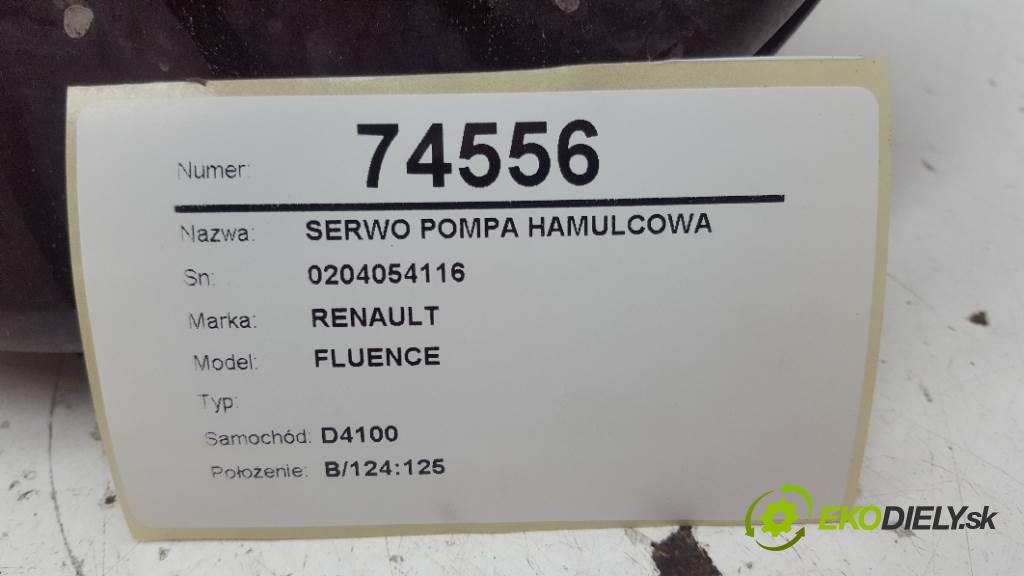 Numer: 74556
Nazwa: SERWO POMPA HAMULCOWA
Sn: 0204054116
Marka: RENAULT
Model: FLUENCE
Typ:
Samochód: D4100
Położenie: B/124:125
EKODIELY.sk